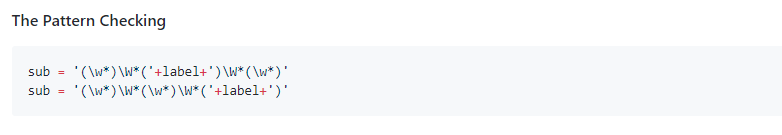 The Pattern Checking
sub = '(\w*)\W*('+label+')\W*(\w*)'
sub = '(\w*)\W*(\w*)\W*('+label+')'